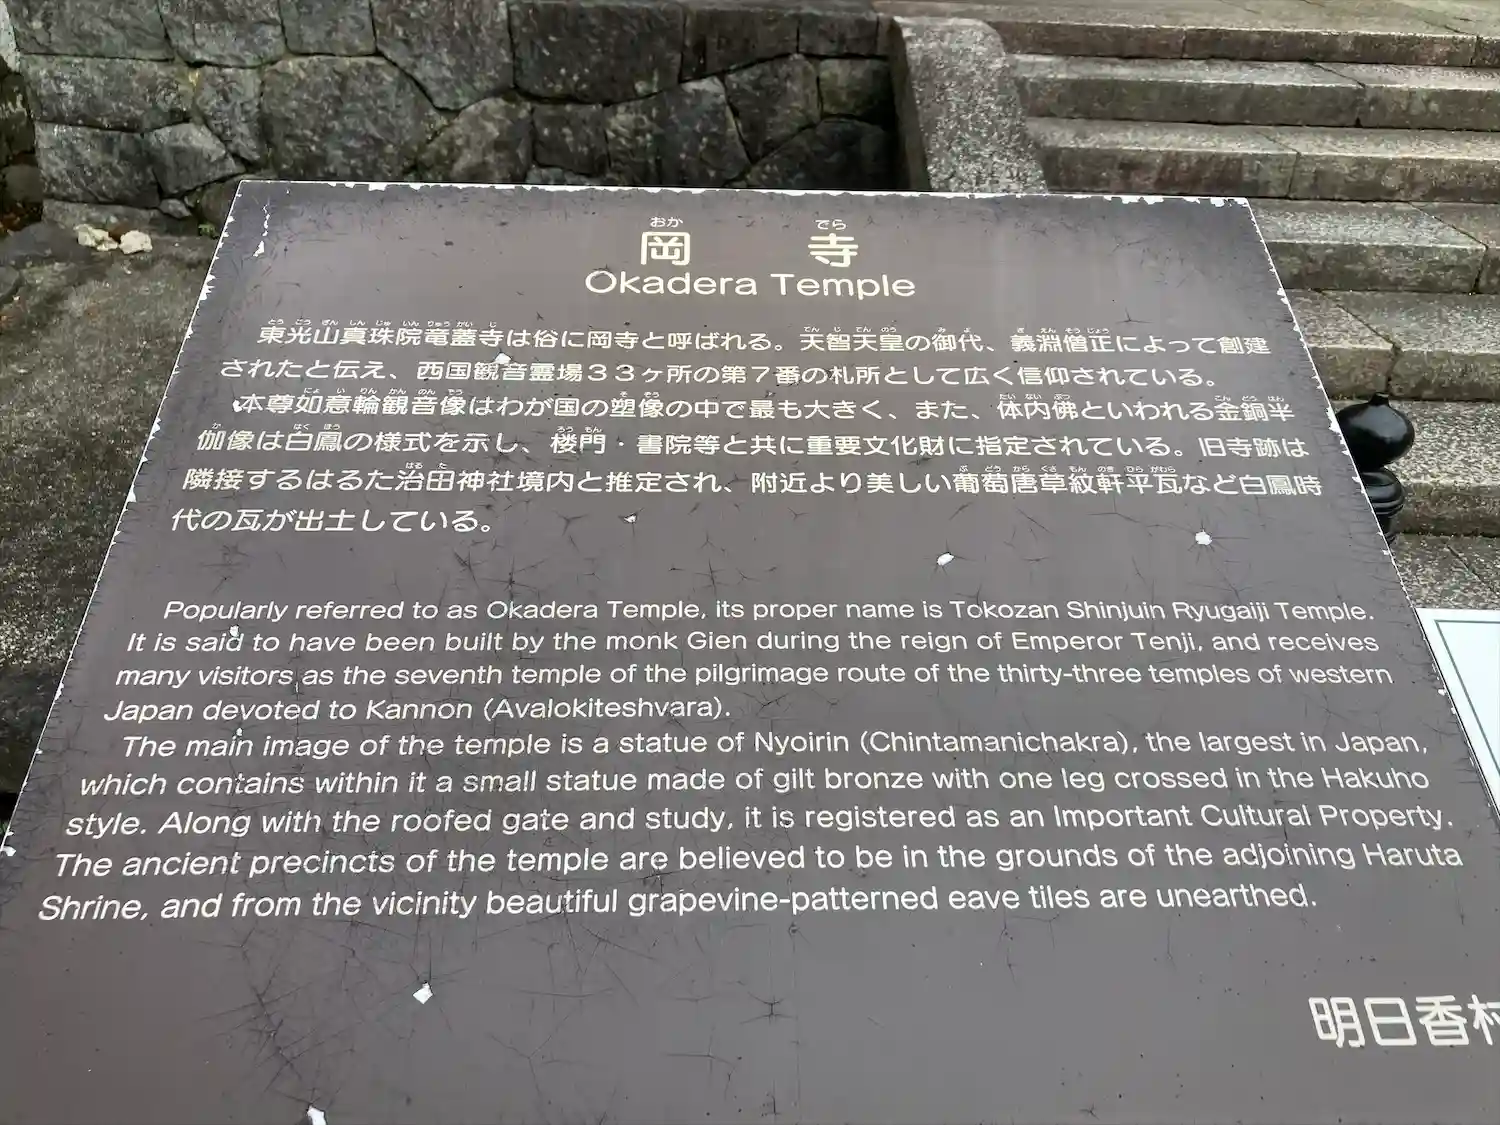 岡寺
Okadera Temple
東光山真珠院竜蓋寺は俗に岡寺と呼ばれる。天智天皇の御代、義淵僧正によって創建
されたと伝え、西国観音霊場33ヶ所の第7番の札所として広く信仰されている。
本尊如意輪観音像はわが国の塑像の中で最も大きく、また、体内佛といわれる金銅半
伽像は白鳳の様式を示し、楼門・書院等と共に重要文化財に指定されている。旧寺跡は
隣接するはるた治田神社境内と推定され、附近より美しい葡萄唐草紋軒平瓦など白鳳時
代の瓦が出土している。
Popularly referred to as Okadera Temple, its proper name is Tokozan Shinjuin Ryugaiji Temple.
It is said to have been built by the monk Gien during the reign of Emperor Tenji, and receives
many visitors as the seventh temple of the pilgrimage route of the thirty-three temples of western
Japan devoted to Kannon (Avalokiteshvara).
The main image of the temple is a statue of Nyoirin (Chintamanichakra), the largest in Japan,
which contains within it a small statue made of gilt bronze with one leg crossed in the Hakuho
style. Along with the roofed gate and study, it is registered as an Important Cultural Property.
The ancient precincts of the temple are believed to be in the grounds of the adjoining Haruta
Shrine, and from the vicinity beautiful grapevine-patterned eave tiles are unearthed.
明日香村